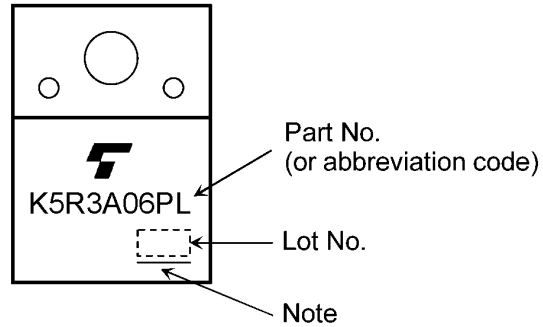 K5R3A06PL
Part No.
(or abbreviation code)
Lot No.
Note